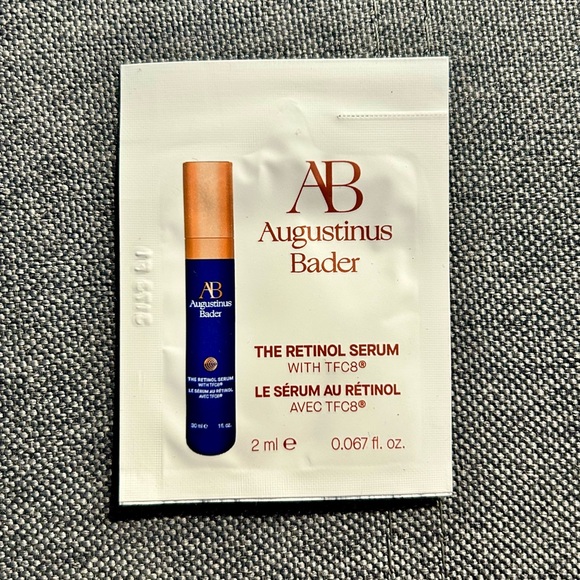 AB
Augustinus
Bader
THE RETINOL SERUM
WITH TFC8®
LE SÉRUM AU RÉTINOL
AVEC TFC8®
2 ml e 0.067 fl. oz.
AB
Augustinus
Bader
THE RETINOL SERUM
WITH TFC8®
LE SÉRUM AU RÉTINOL
AVEC TFC8®
30 ml e 1 fl. oz.